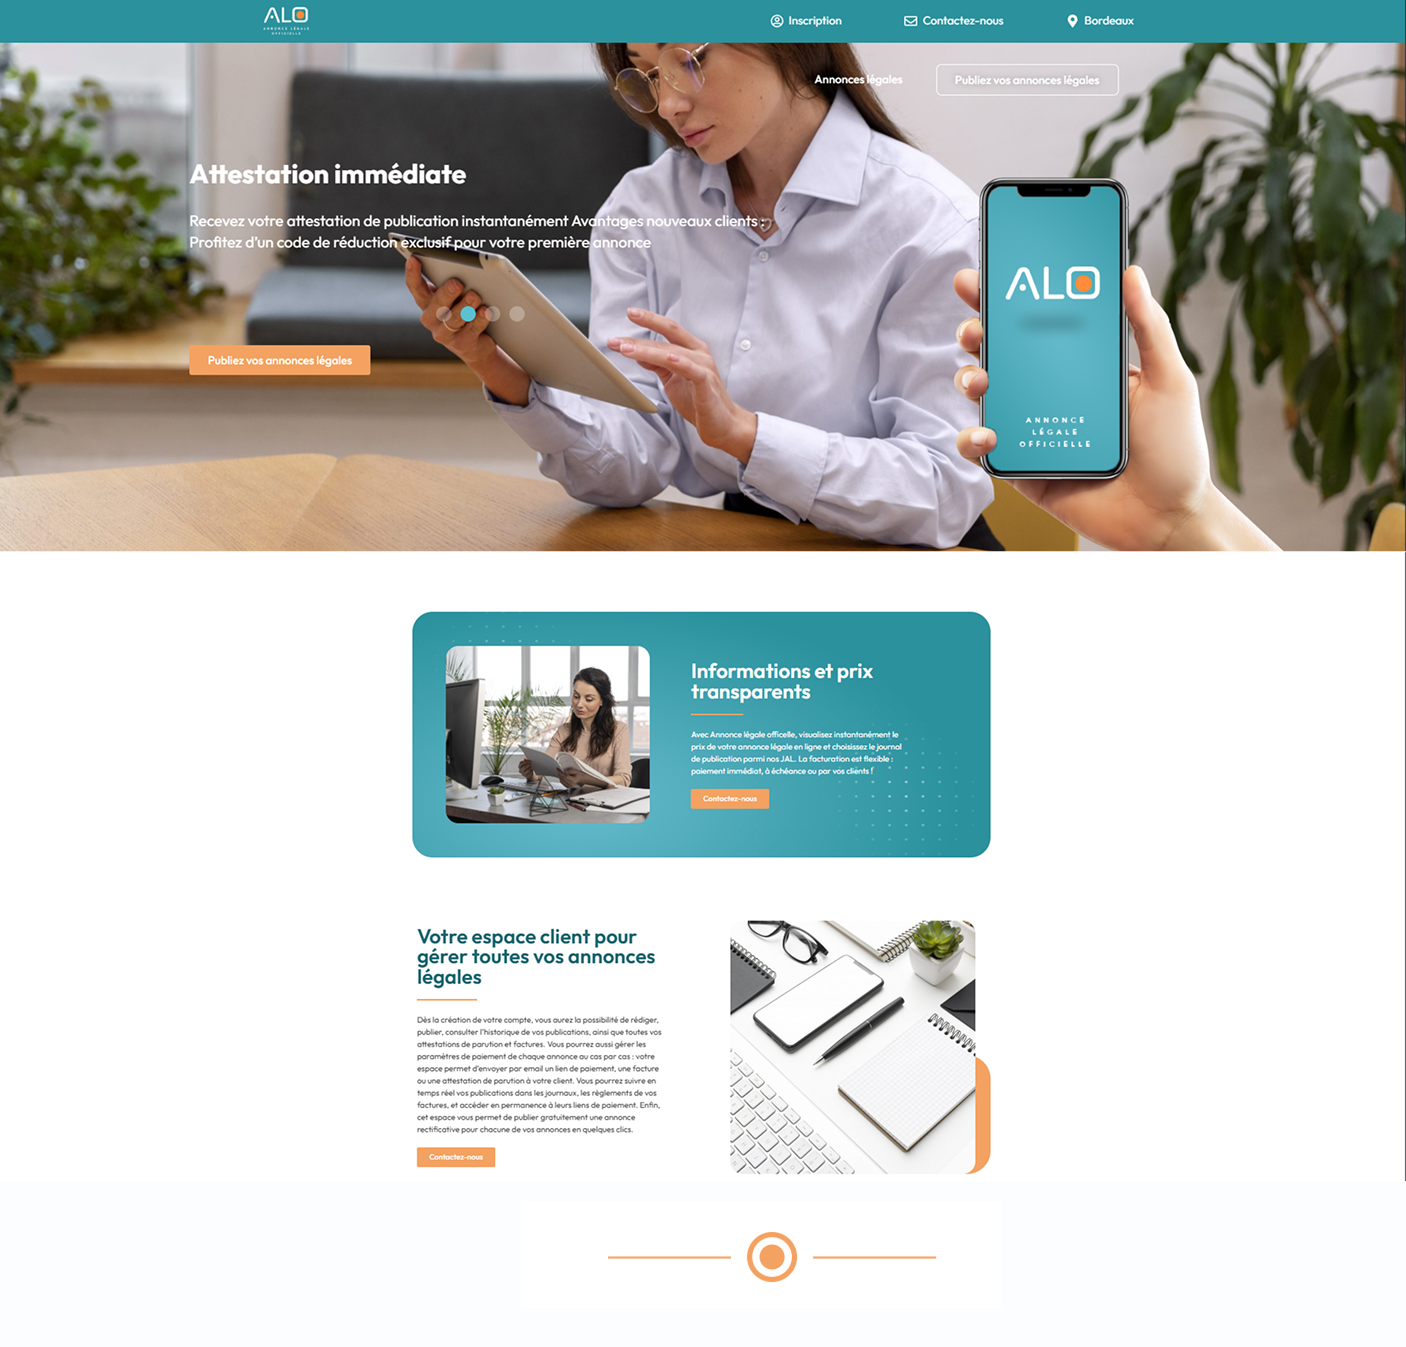 ALO
ANNONCE LÉGALE
OFFICIELLE
Inscription
Contactez-nous
Bordeaux
Annonces légales
Publiez vos annonces légales
Attestation immédiate
Recevez votre attestation de publication instantanément Avantages nouveaux clients :
Profitez d'un code de réduction exclusif pour votre première annonce
Publiez vos annonces légales
ALO
ANNONCE
LÉGALE
OFFICIELLE
Informations et prix
transparents
Avec Annonce légale officelle, visualisez instantanément le
prix de votre annonce légale en ligne et choisissez le journal
de publication parmi nos JAL. La facturation est flexible :
paiement immédiat, à échéance ou par vos clients !
Contactez-nous
Votre espace client pour
gérer toutes vos annonces
légales
Dès la création de votre compte, vous aurez la possibilité de rédiger,
publier, consulter l'historique de vos publications, ainsi que toutes vos
attestations de parution et factures. Vous pourrez aussi gérer les
paramètres de paiement de chaque annonce au cas par cas : votre
espace permet d'envoyer par email un lien de paiement, une facture
ou une attestation de parution à votre client. Vous pourrez suivre en
temps réel vos publications dans les journaux, les règlements de vos
factures, et accéder en permanence à leurs liens de paiement. Enfin,
cet espace vous permet de publier gratuitement une annonce
rectificative pour chacune de vos annonces en quelques clics.
Contactez-nous